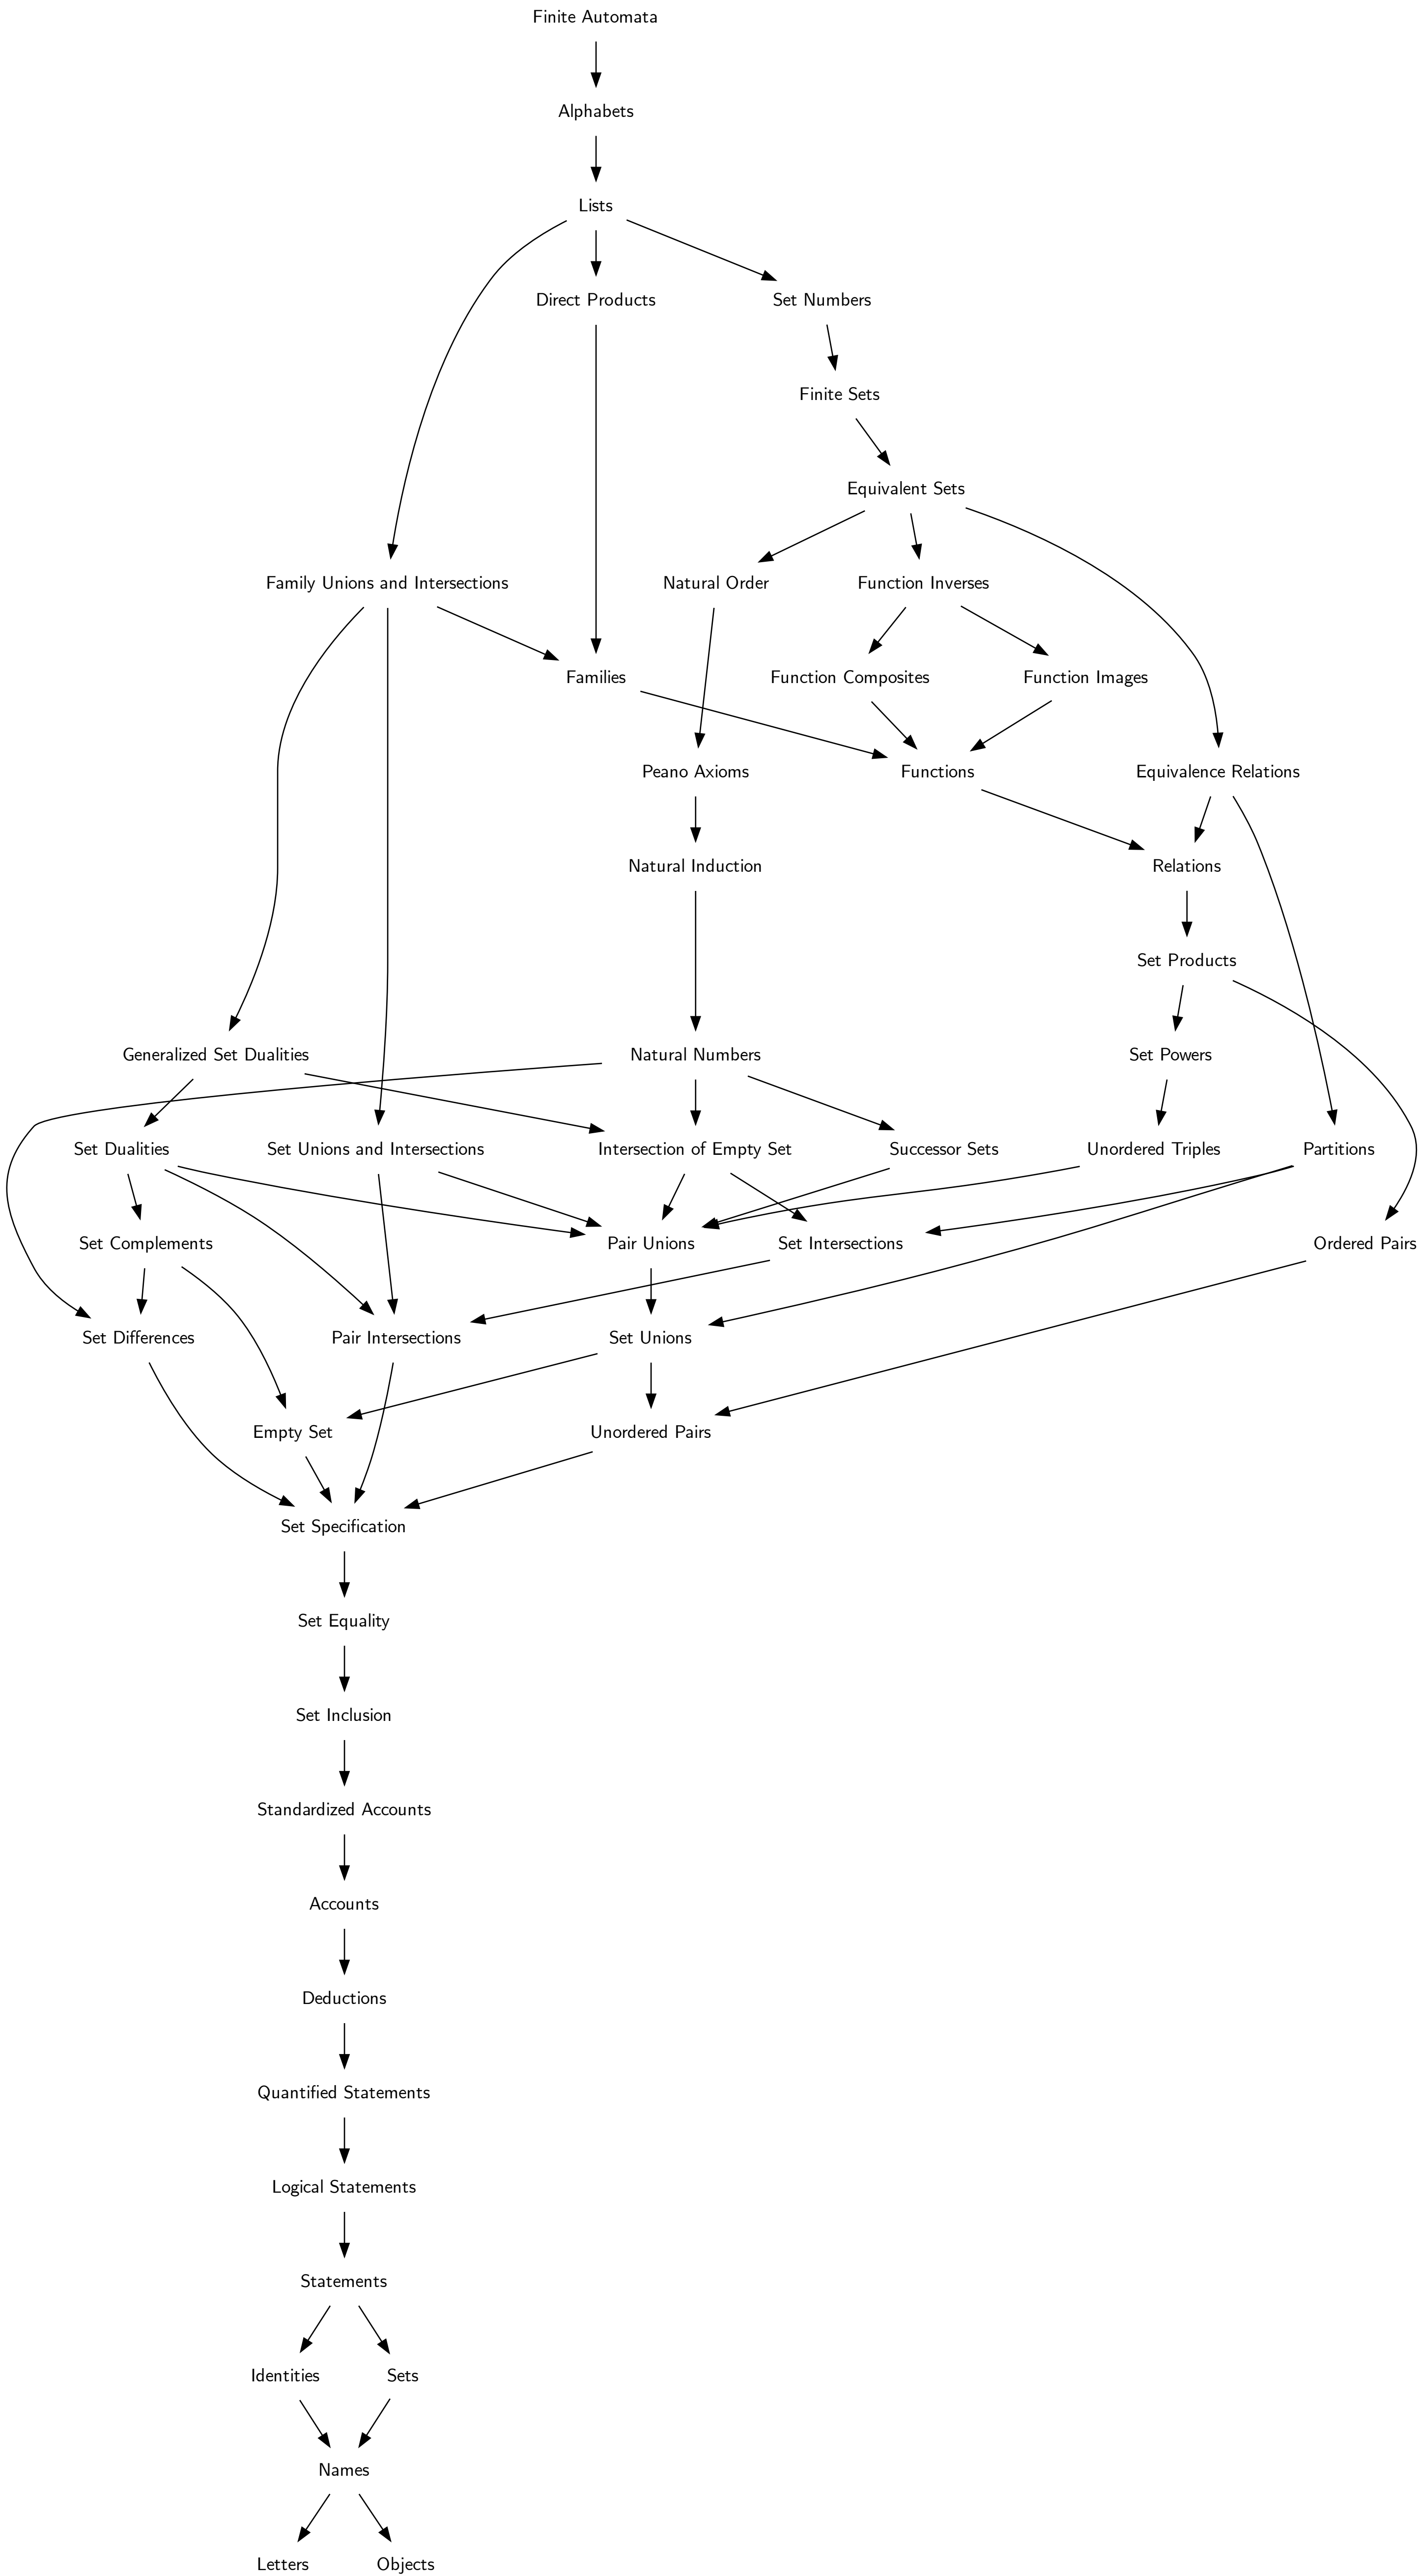 Finite Automata
Alphabets
Lists
Direct Products
Set Numbers
Finite Sets
Equivalent Sets
Family Unions and Intersections
Natural Order
Function Inverses
Families
Function Composites
Function Images
Peano Axioms
Functions
Equivalence Relations
Natural Induction
Relations
Set Products
Generalized Set Dualities
Natural Numbers
Set Powers
Set Dualities
Set Unions and Intersections
Intersection of Empty Set
Successor Sets
Unordered Triples
Partitions
Set Complements
Pair Unions
Set Intersections
Ordered Pairs
Set Differences
Pair Intersections
Set Unions
Empty Set
Unordered Pairs
Set Specification
Set Equality
Set Inclusion
Standardized Accounts
Accounts
Deductions
Quantified Statements
Logical Statements
Statements
Identities
Sets
Names
Letters
Objects